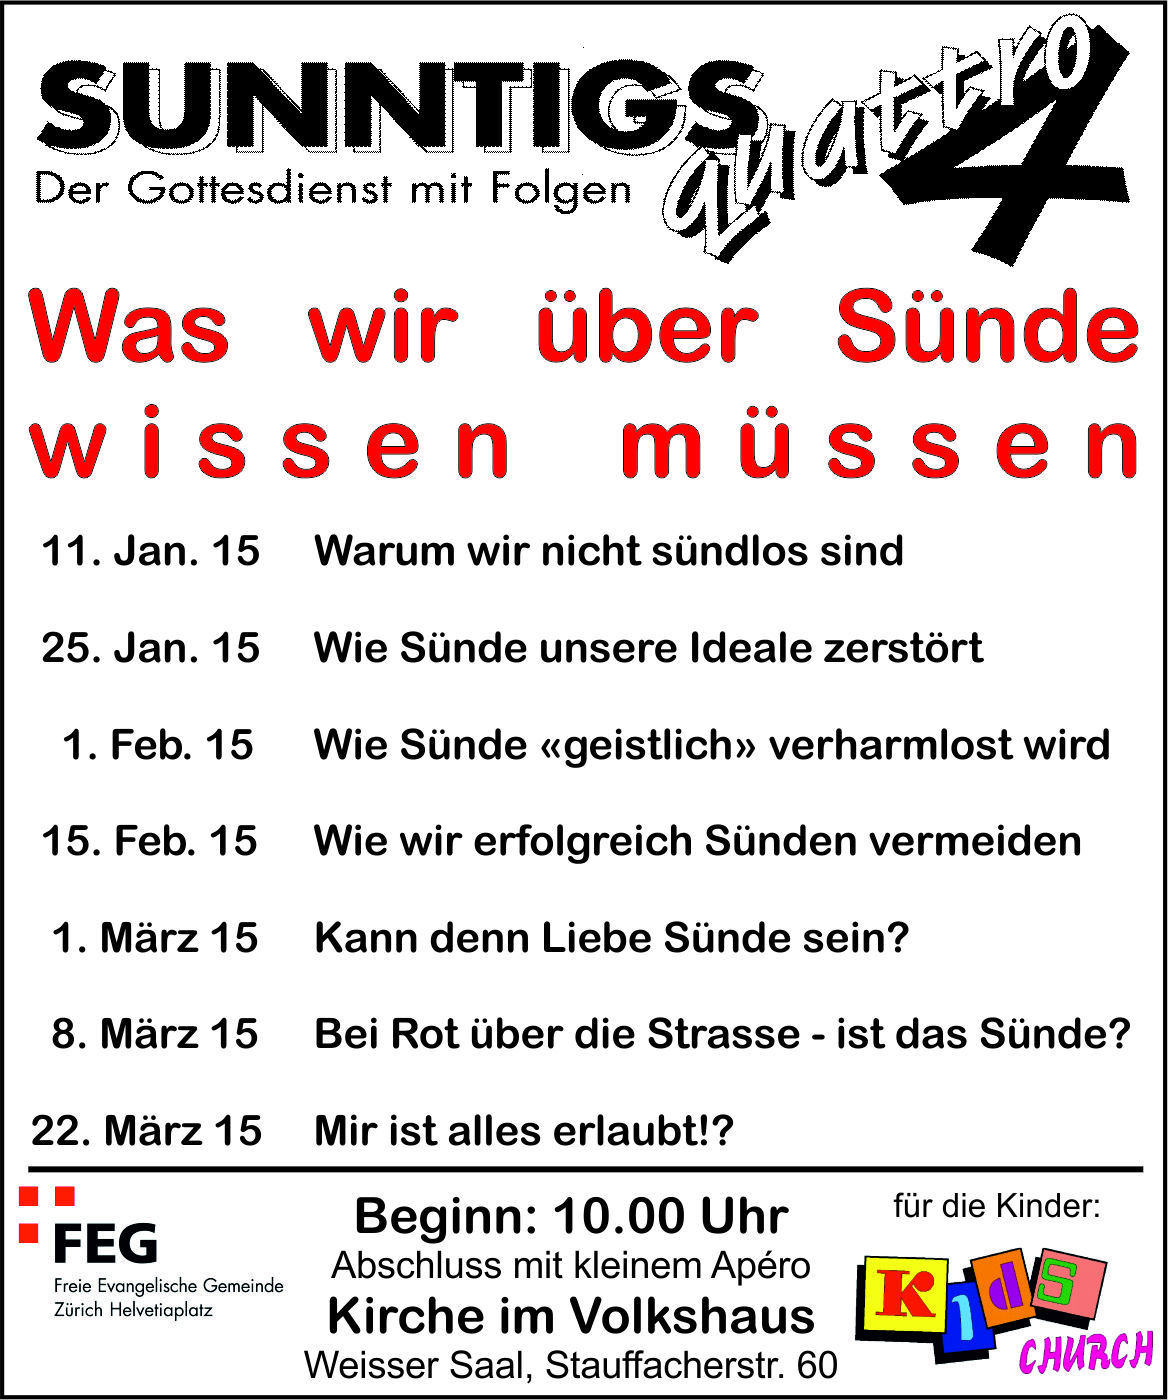 SUNNTIGS quattro 4
Der Gottesdienst mit Folgen
Was wir über Sünde
wissen müssen
11. Jan. 15 Warum wir nicht sündlos sind
25. Jan. 15 Wie Sünde unsere Ideale zerstört
1. Feb. 15 Wie Sünde «geistlich» verharmlost wird
15. Feb. 15 Wie wir erfolgreich Sünden vermeiden
1. März 15 Kann denn Liebe Sünde sein?
8. März 15 Bei Rot über die Strasse - ist das Sünde?
22. März 15 Mir ist alles erlaubt!?
FEG
Freie Evangelische Gemeinde
Zürich Helvetiaplatz
Beginn: 10.00 Uhr
Abschluss mit kleinem Apéro
Kirche im Volkshaus
Weisser Saal, Stauffacherstr. 60
für die Kinder:
KidS
CHURCH